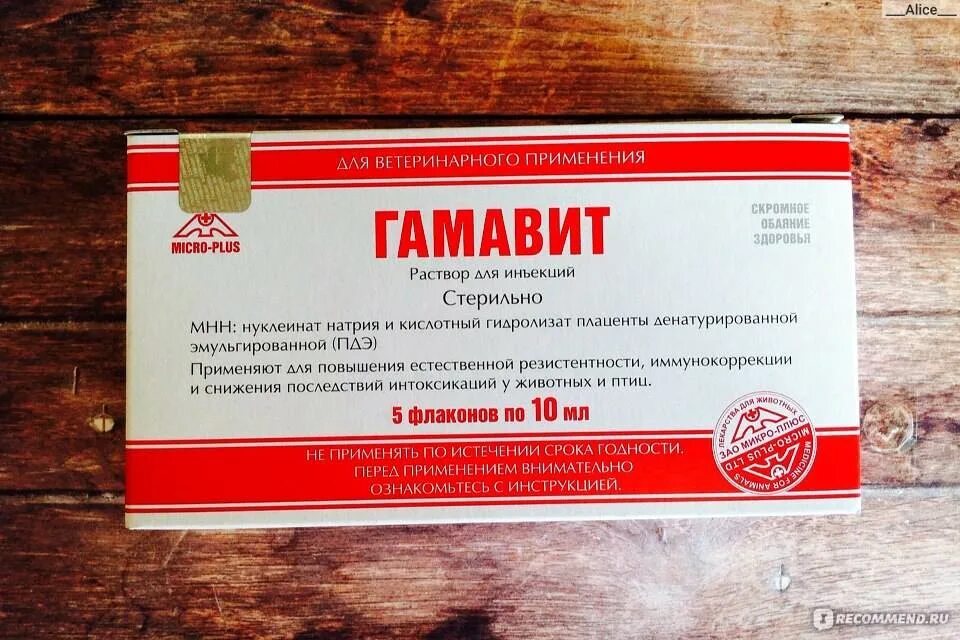 ___Alice___
ДЛЯ ВЕТЕРИНАРНОГО ПРИМЕНЕНИЯ
MICRO-PLUS
ГАМАВИТ
СКРОМНОЕ
ОБАЯНИЕ
ЗДОРОВЬЯ
Раствор для инъекций
Стерильно
МНН: нуклеинат натрия и кислотный гидролизат плаценты денатурированной
эмульгированной (ПДЭ)
Применяют для повышения естественной резистентности, иммунокоррекции
и снижения последствий интоксикаций у животных и птиц.
5 флаконов по 10 мл
НЕ ПРИМЕНЯТЬ ПО ИСТЕЧЕНИИ СРОКА ГОДНОСТИ.
ПЕРЕД ПРИМЕНЕНИЕМ ВНИМАТЕЛЬНО
ОЗНАКОМЬТЕСЬ С ИНСТРУКЦИЕЙ.
ЛЕКАРСТВА ДЛЯ ЖИВОТНЫХ
ЗАО МИКРО-ПЛЮС
MICRO-PLUS LTD
MEDICINE FOR ANIMALS
RECOMMEND.RU